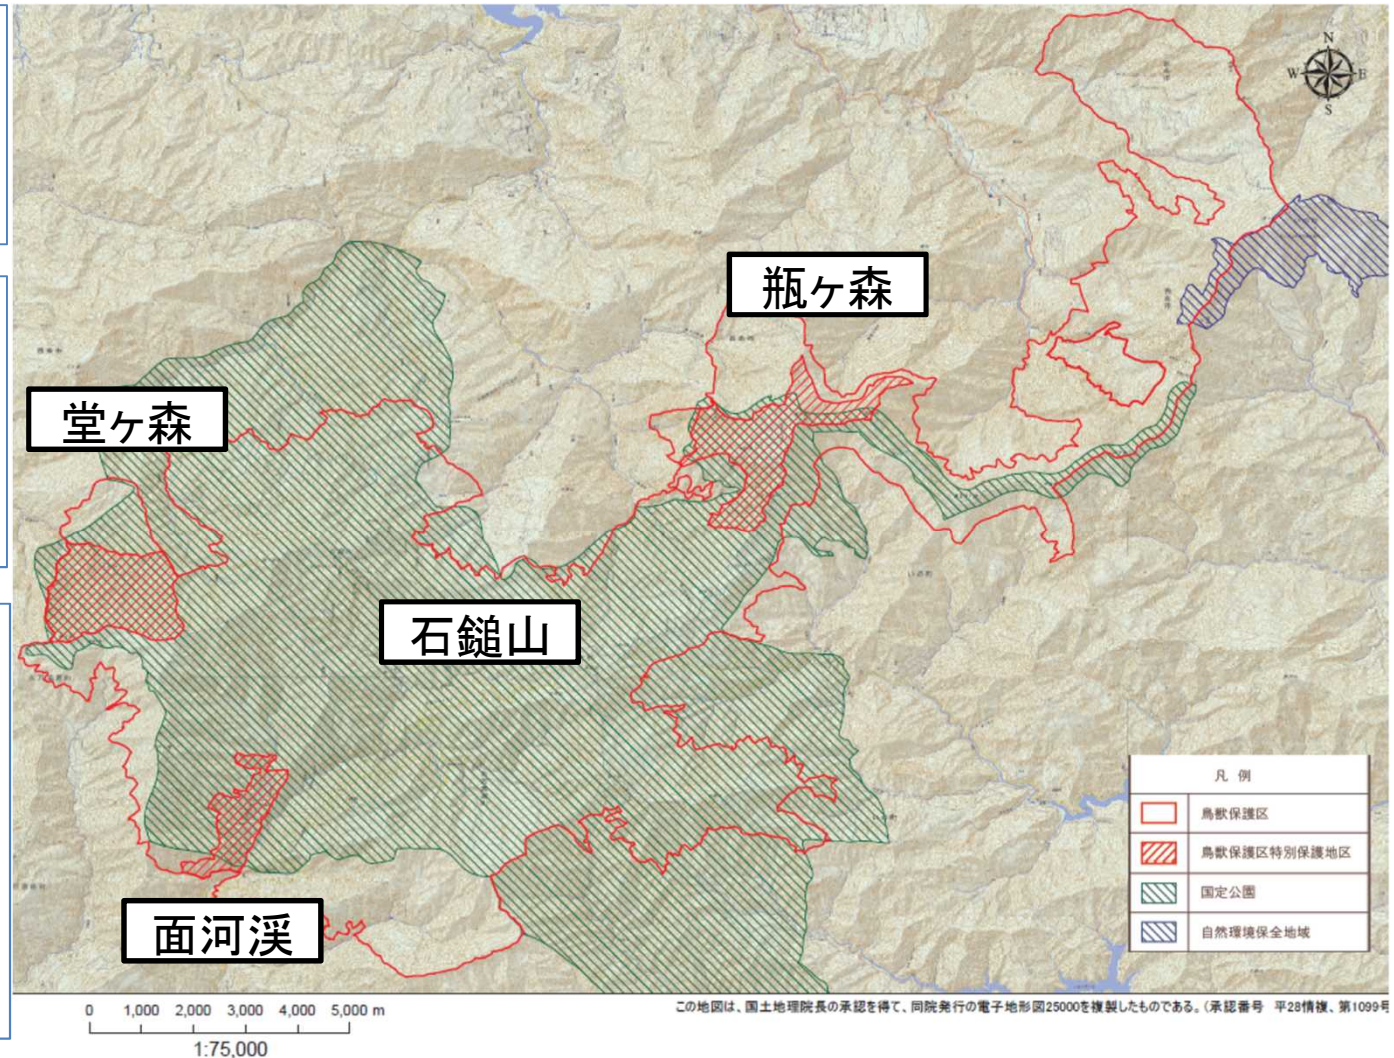 N
W E
S
瓶ヶ森
堂ヶ森
石鎚山
面河渓
凡 例
鳥獣保護区
鳥獣保護区特別保護地区
国定公園
自然環境保全地域
0 1,000 2,000 3,000 4,000 5,000 m
1:75,000
この地図は、国土地理院長の承認を得て、同院発行の電子地形図25000を複製したものである。(承認番号 平28情複、第1099号